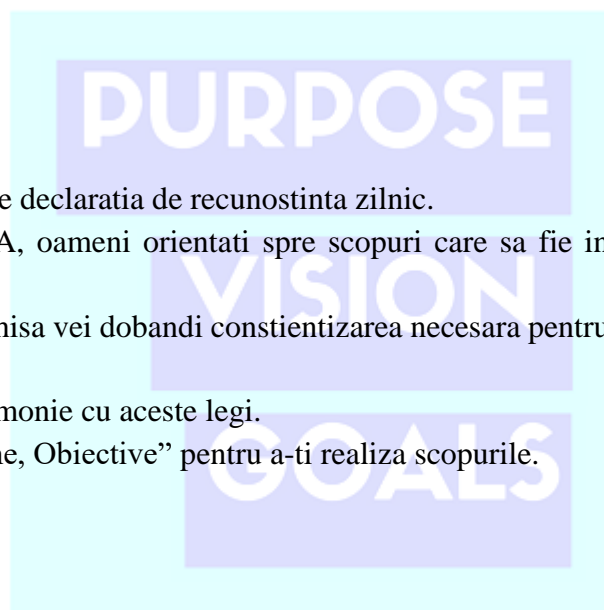 PURPOSE
e declaratia de recunostinta zilnic.
A, oameni orientati spre scopuri care sa fie in
VISION
nisa vei dobandi constientizarea necesara pentru
monie cu aceste legi.
ne, Obiective” pentru a-ti realiza scopurile.
GOALS